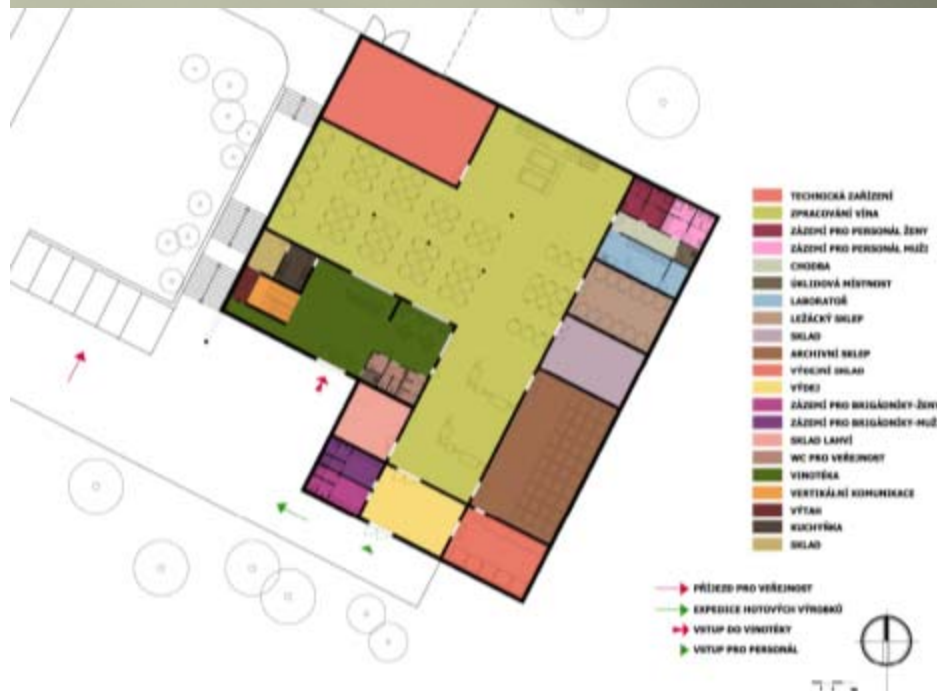 TECHNICKÁ ZAŘÍZENÍ
ZPRACOVÁNÍ VÍNA
ZÁZEMÍ PRO PERSONÁL ŽENY
ZÁZEMÍ PRO PERSONÁL MUŽI
CHODBA
ÚKLIDOVÁ MÍSTNOST
LABORATOŘ
LEŽÁCKÝ SKLEP
SKLAD
ARCHIVNÍ SKLEP
VÝDEJNÍ SKLAD
VÝDEJ
ZÁZEMÍ PRO BRIGÁDNÍKY-ŽENY
ZÁZEMÍ PRO BRIGÁDNÍKY-MUŽ
SKLAD LAHVÍ
WC PRO VEŘEJNOST
VINOTÉKA
VERTIKÁLNÍ KOMUNIKACE
VÝTAH
KUCHYŇKA
SKLAD
PŘÍJEZD PRO VEŘEJNOST
EXPEDICE HOTOVÝCH VÝROBKŮ
VSTUP DO VINOTÉKY
VSTUP PRO PERSONÁL